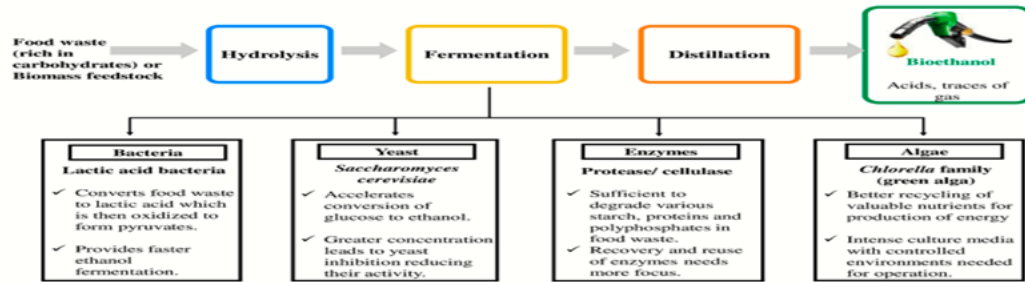 Food waste
(rich in
carbohydrates) or
Biomass feedstock
Hydrolysis
Fermentation
Distillation
Bioethanol
Acids, traces of
gas
Bacteria
Lactic acid bacteria
✓ Converts food waste
to lactic acid which
is then oxidized to
form pyruvates.
✓ Provides faster
ethanol
fermentation.
Yeast
Saccharomyces
cerevisiae
✓ Accelerates
conversion of
glucose to ethanol.
✓ Greater concentration
leads to yeast
inhibition reducing
their activity.
Enzymes
Protease/ cellulase
✓ Sufficient to
degrade various
starch, proteins and
polyphosphates in
food waste.
✓ Recovery and reuse
of enzymes needs
more focus.
Algae
Chlorella family
(green alga)
✓ Better recycling of
valuable nutrients for
production of energy
✓ Intense culture media
with controlled
environments needed
for operation.